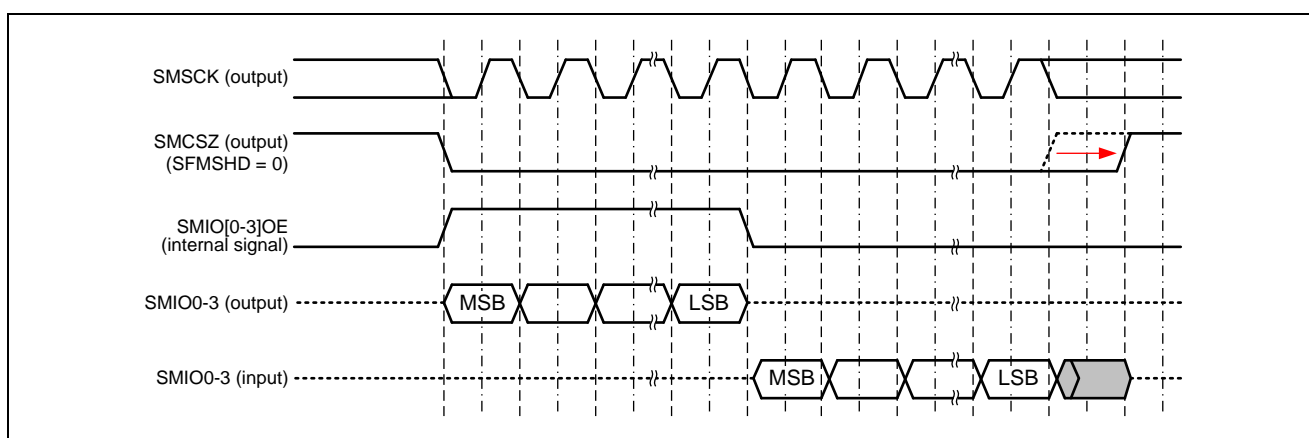 SMSCK (output)
SMCSZ (output)
(SFMSHD = 0)
SMIO[0-3]OE
(internal signal)
SMIO0-3 (output)
MSB
LSB
SMIO0-3 (input)
MSB
LSB